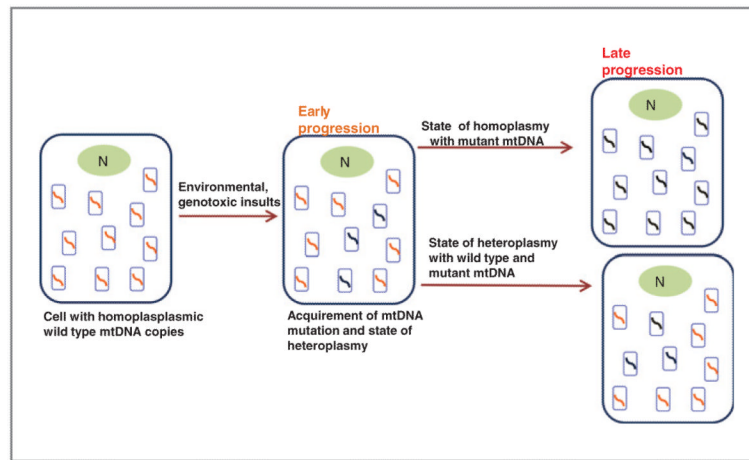 N
Cell with homoplasplasmic
wild type mtDNA copies
Environmental,
genotoxic insults
Early
progression
N
Acquirement of mtDNA
mutation and state of
heteroplasmy
State of homoplasmy
with mutant mtDNA
State of heteroplasmy
with wild type and
mutant mtDNA
Late
progression
N
N